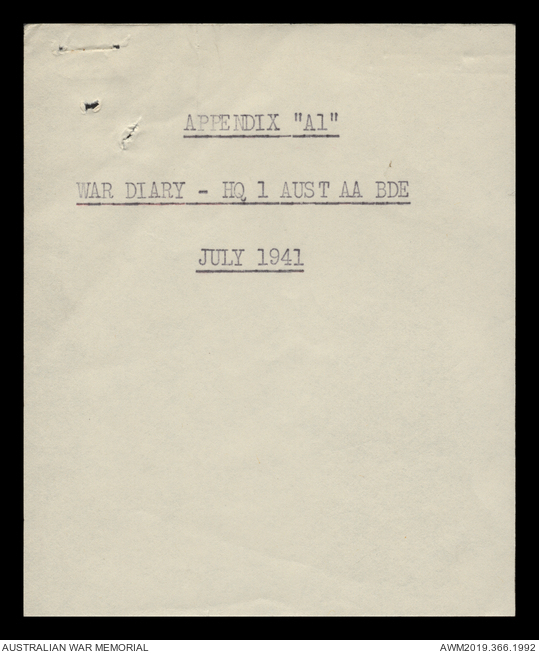 APPENDIX "A1"
WAR DIARY - HQ 1 AUST AA BDE
JULY 1941
AUSTRALIAN WAR MEMORIAL
AWM2019.366.1992